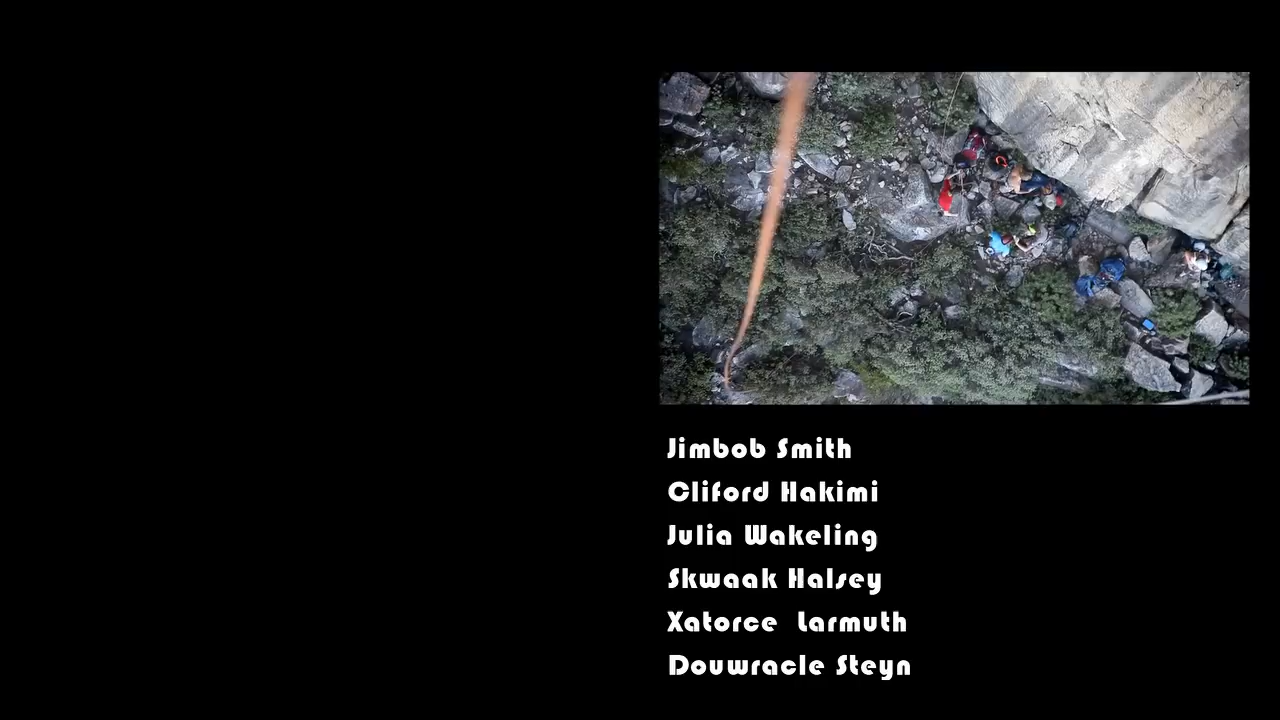 Jimbob Smith
Cliford Hakimi
Julia Wakeling
Skwaak Halsey
Xatorce Larmuth
Douwracle Steyn